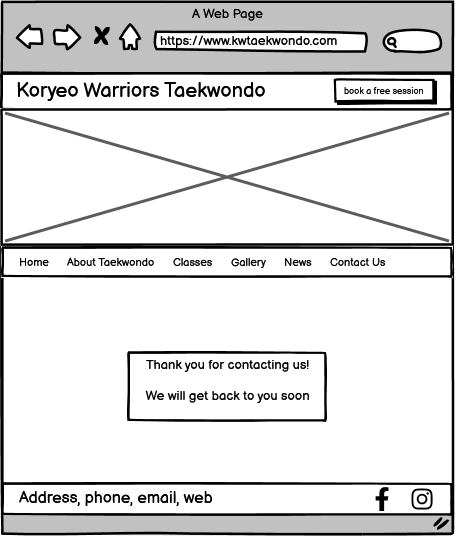 A Web Page
https://www.kwtaekwondo.com
Koryeo Warriors Taekwondo
book a free session
Home About Taekwondo Classes Gallery News Contact Us
Thank you for contacting us!
We will get back to you soon
Address, phone, email, web